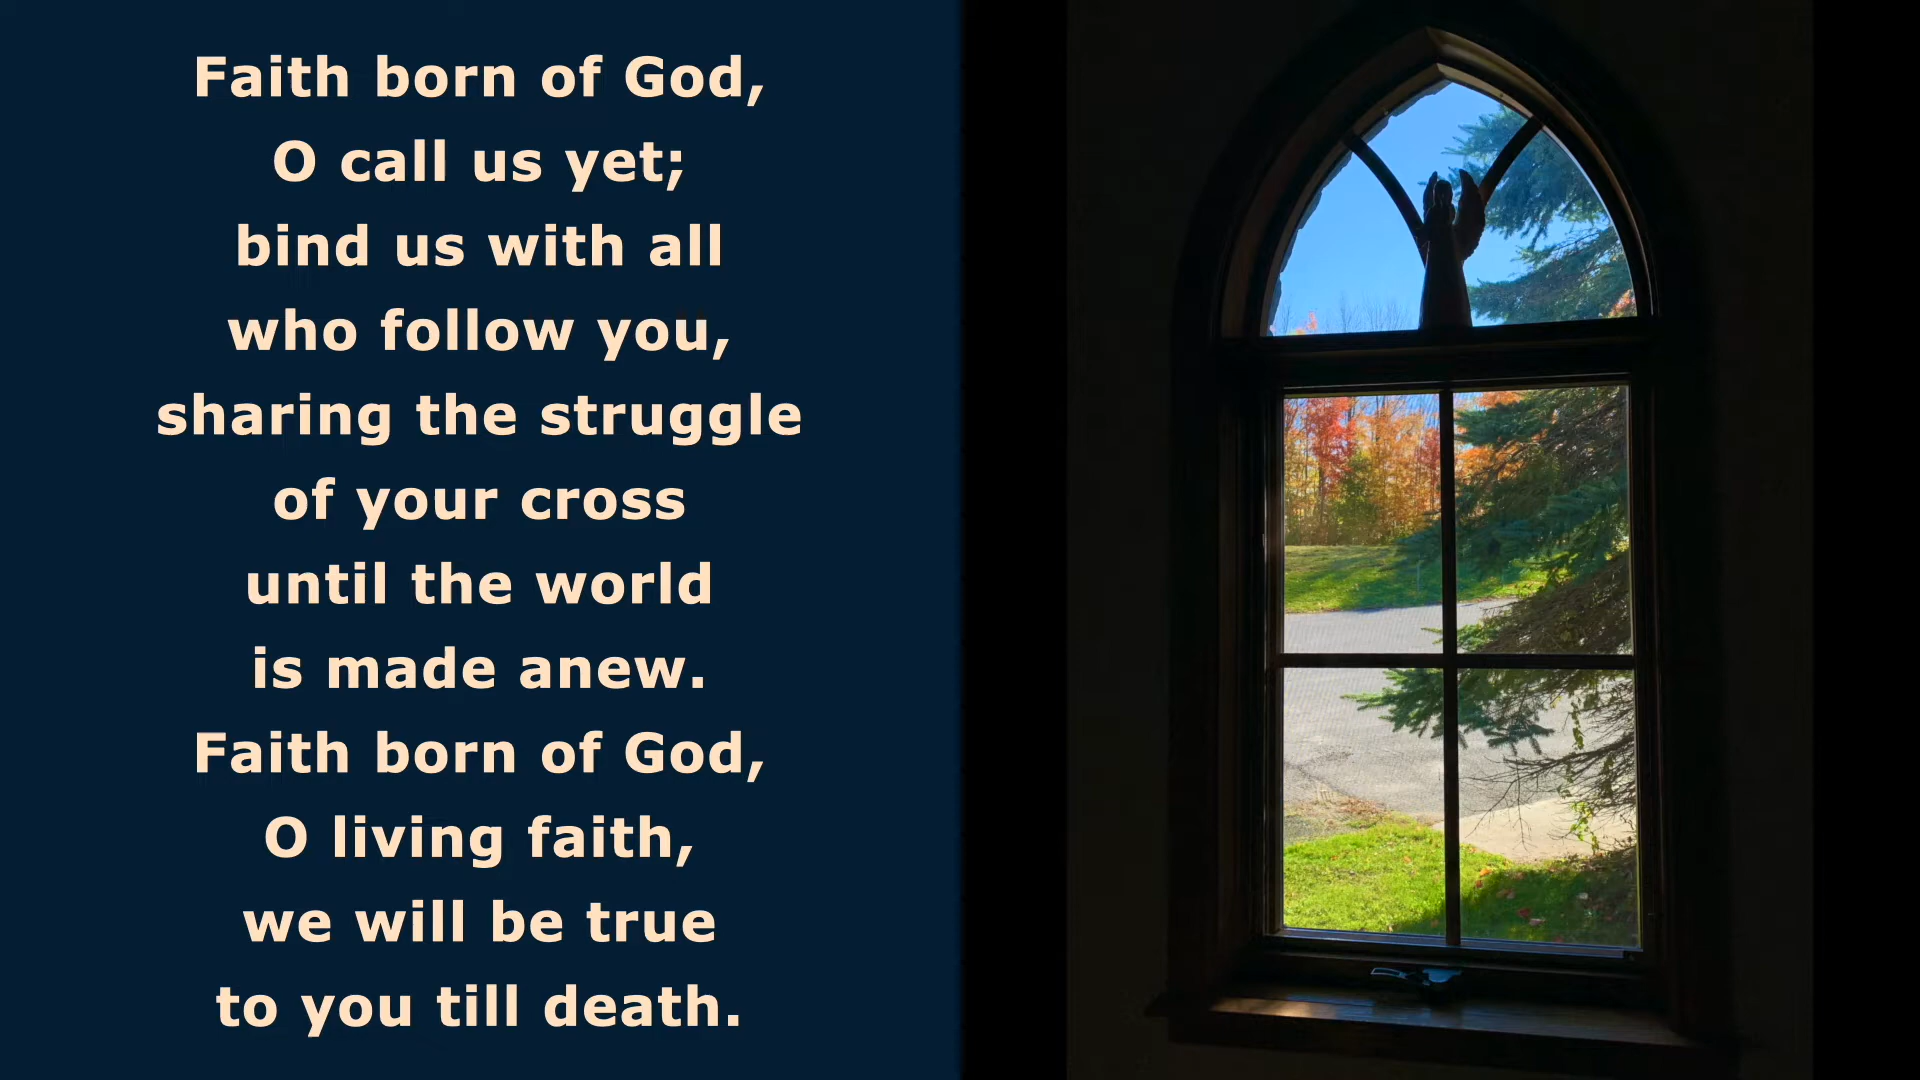 Faith born of God,
O call us yet;
bind us with all
who follow you,
sharing the struggle
of your cross
until the world
is made anew.
Faith born of God,
O living faith,
we will be true
to you till death.